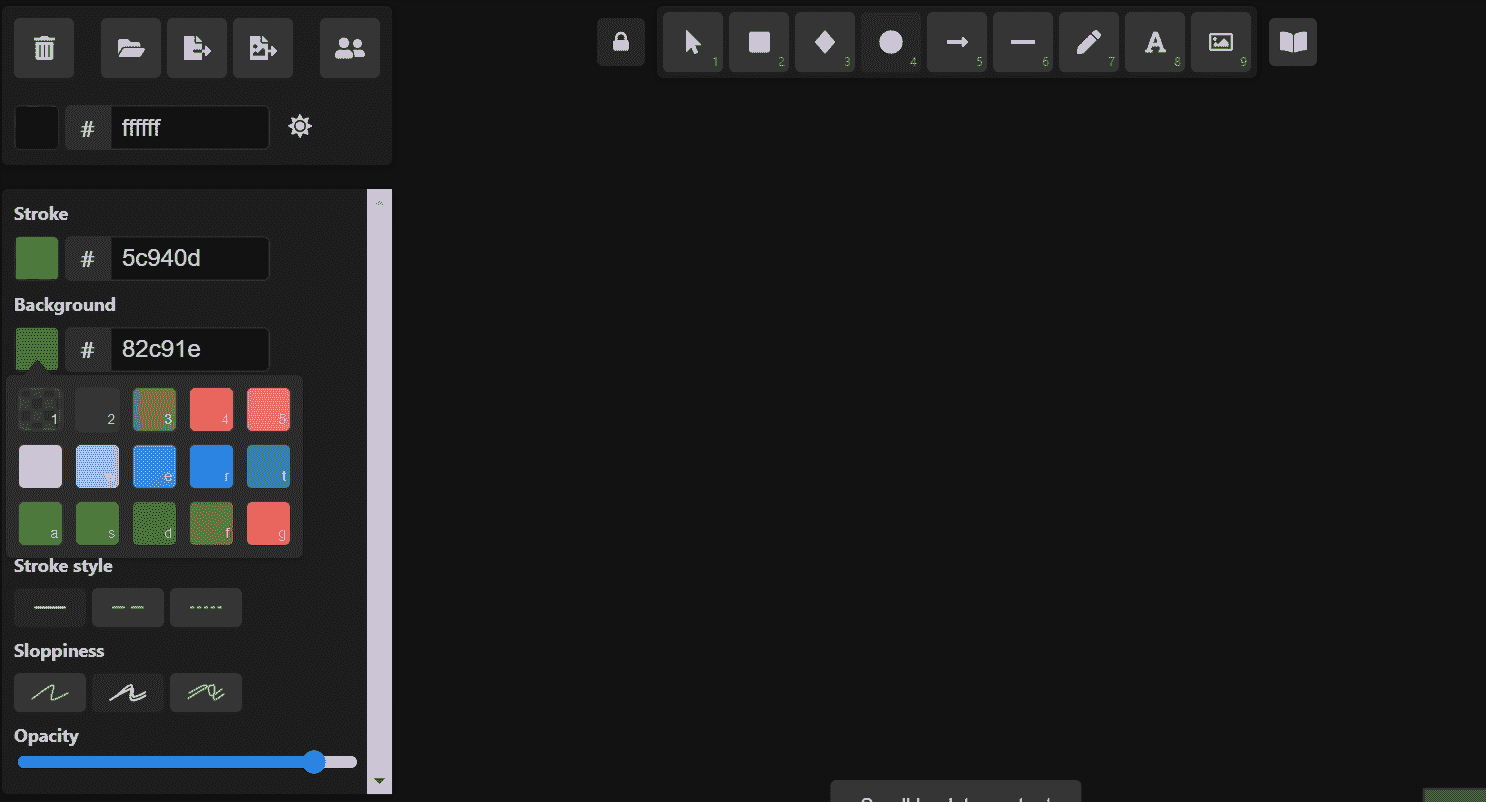 1 2 3 4 5 6 7 8 9
# ffffff
Stroke
# 5c940d
Background
# 82c91e
1 2 3 4 5
e r t
a s d f g
Stroke style
Sloppiness
Opacity